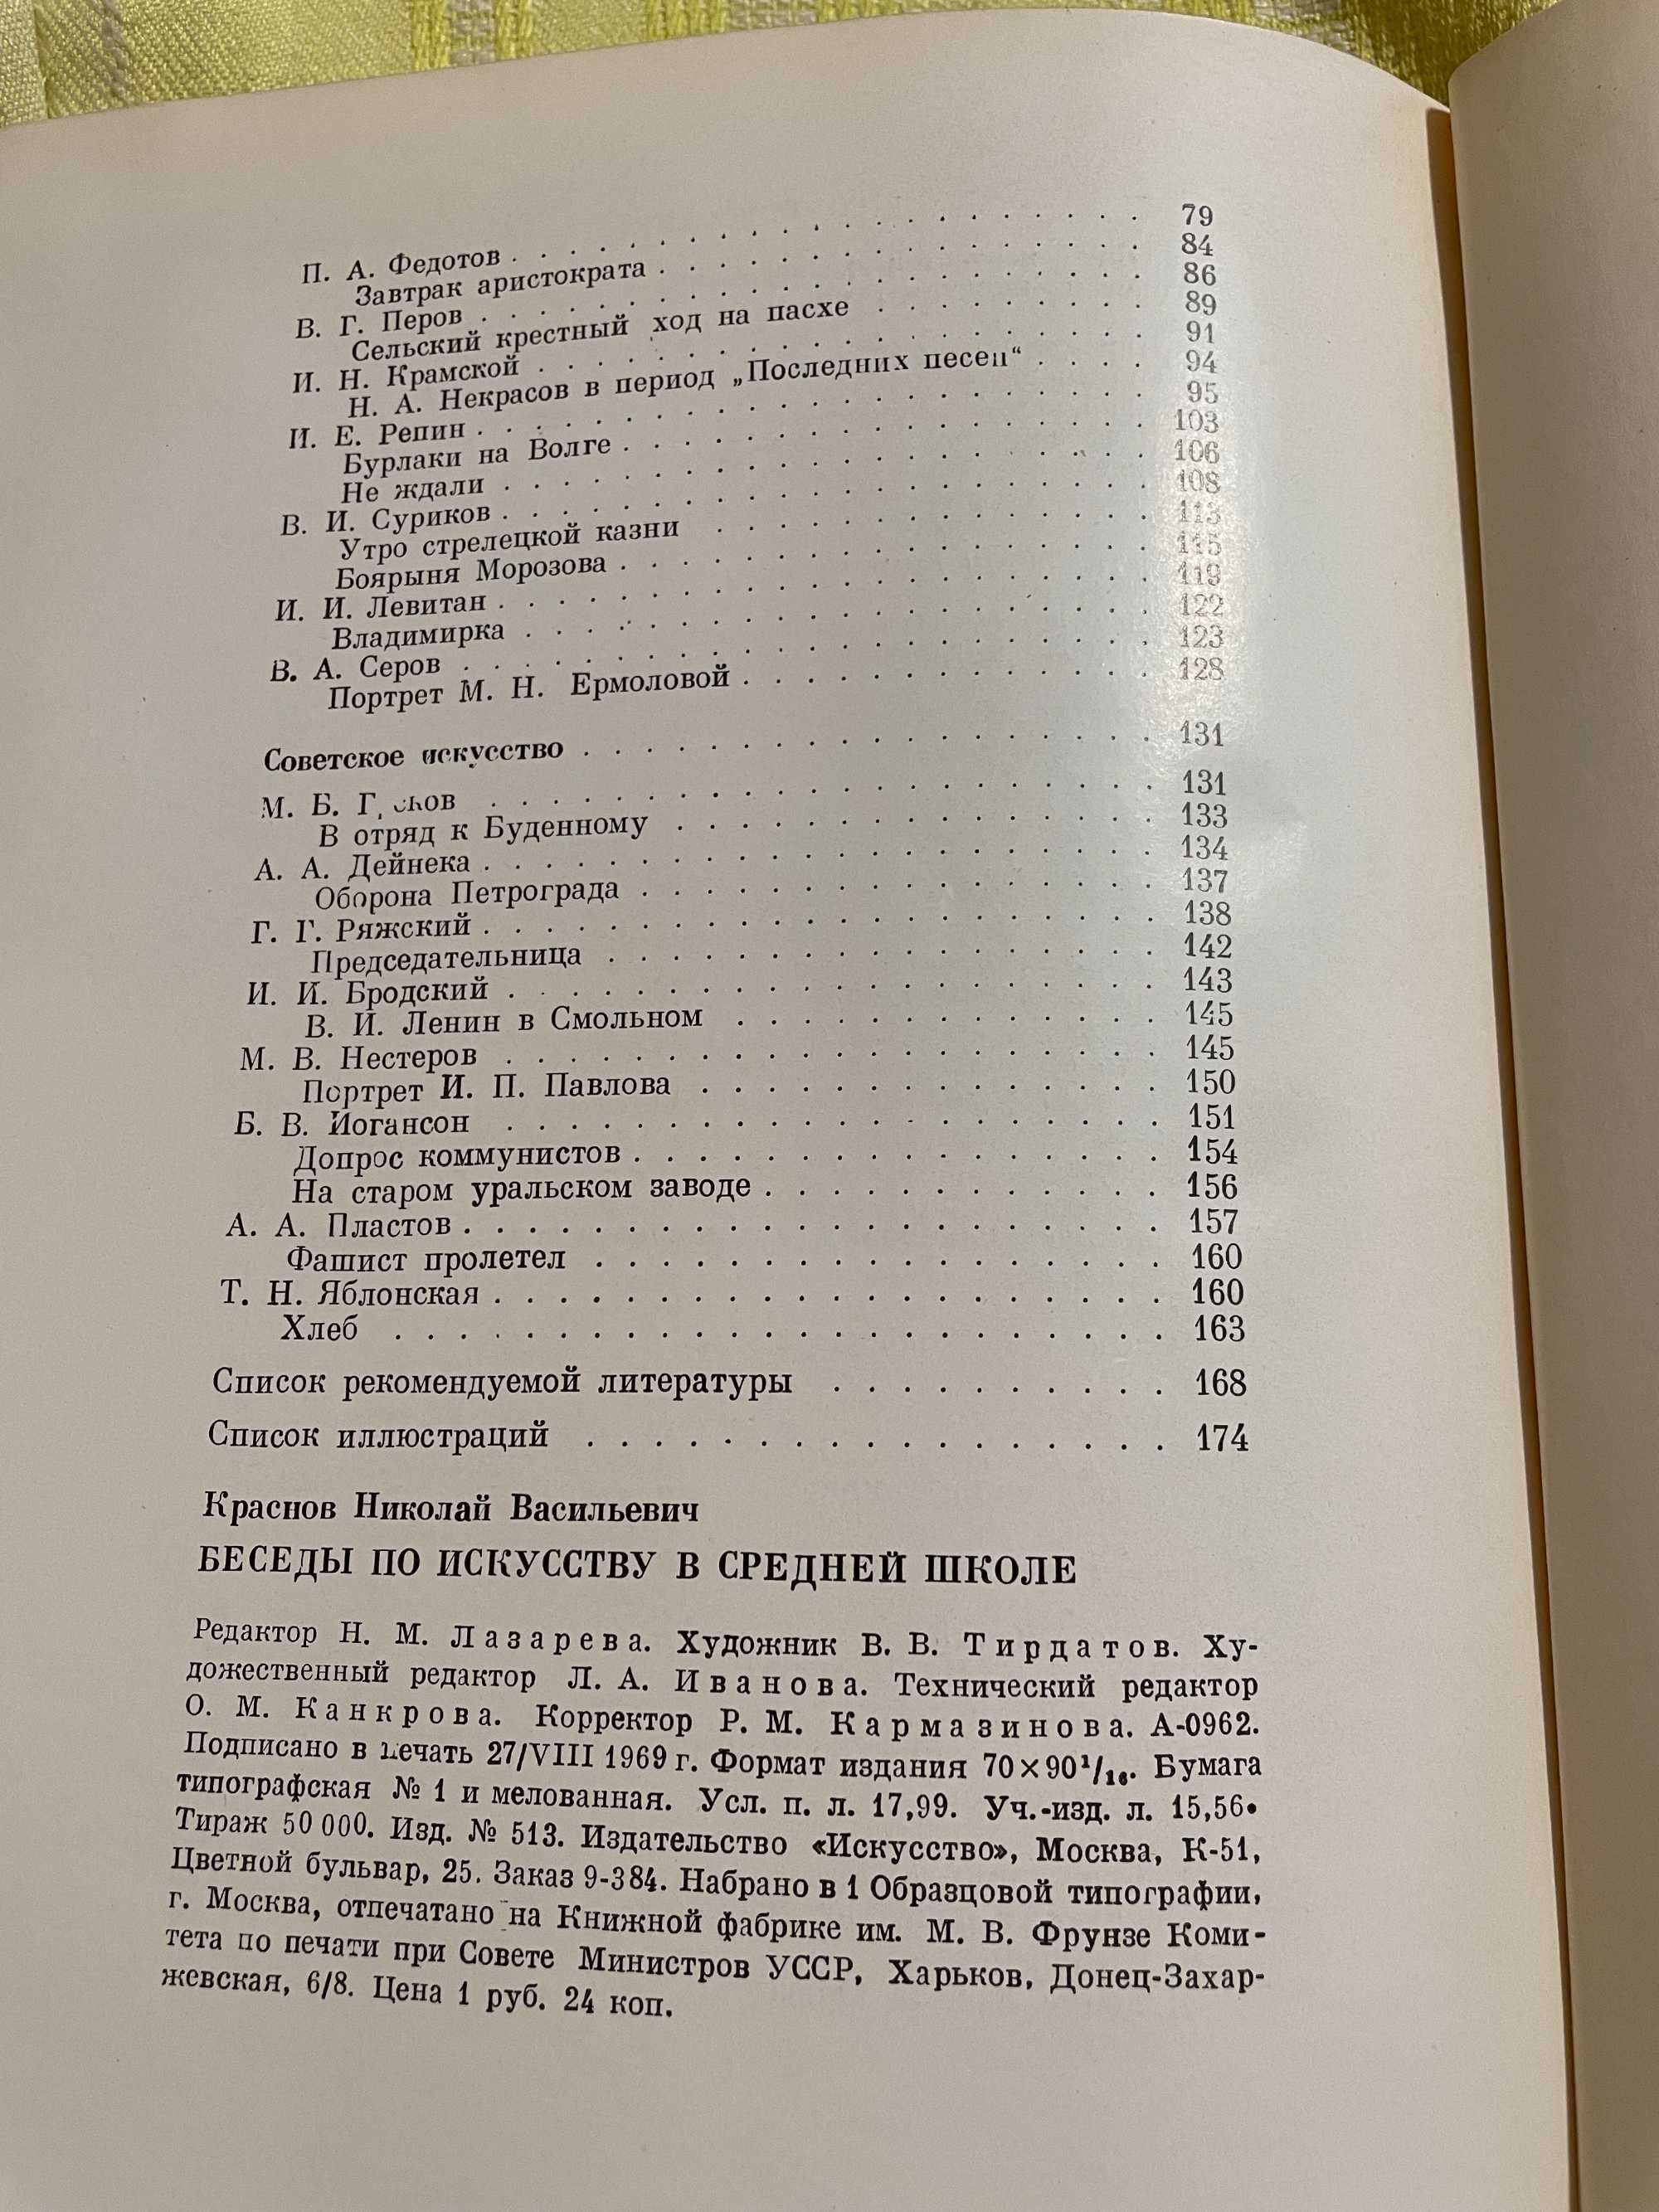 П. А. Федотов . . . . . . . . . . . . . . . . . . . . 79
Завтрак аристократа . . . . . . . . . . . . . . . . 84
В. Г. Перов . . . . . . . . . . . . . . . . . . . . . 86
Сельский крестный ход на пасхе . . . . . . . . . 89
И. Н. Крамской . . . . . . . . . . . . . . . . . . . 91
Н. А. Некрасов в период „Последних песен“ . . . . 94
И. Е. Репин . . . . . . . . . . . . . . . . . . . . . 95
Бурлаки на Волге . . . . . . . . . . . . . . . . . 103
Не ждали . . . . . . . . . . . . . . . . . . . . . 106
В. И. Суриков . . . . . . . . . . . . . . . . . . . . 108
Утро стрелецкой казни . . . . . . . . . . . . . . 113
Боярыня Морозова . . . . . . . . . . . . . . . . . 115
И. И. Левитан . . . . . . . . . . . . . . . . . . . . 119
Владимирка . . . . . . . . . . . . . . . . . . . . 122
В. А. Серов . . . . . . . . . . . . . . . . . . . . . 123
Портрет М. Н. Ермоловой . . . . . . . . . . . . . 128
Советское искусство . . . . . . . . . . . . . . . . . 131
М. Б. . . . . . . . . . . . . . . . . . . . . . 131
В отряд к Буденному . . . . . . . . . . . . . . . 133
А. А. Дейнека . . . . . . . . . . . . . . . . . . . . 134
Оборона Петрограда . . . . . . . . . . . . . . . . 137
Г. Г. Ряжский . . . . . . . . . . . . . . . . . . . . 138
Председательница . . . . . . . . . . . . . . . . . 142
И. И. Бродский . . . . . . . . . . . . . . . . . . . 143
В. И. Ленин в Смольном . . . . . . . . . . . . . 145
М. В. Нестеров . . . . . . . . . . . . . . . . . . . 145
Портрет И. П. Павлова . . . . . . . . . . . . . . 150
Б. В. Иогансон . . . . . . . . . . . . . . . . . . . 151
Допрос коммунистов . . . . . . . . . . . . . . . . 154
На старом уральском заводе . . . . . . . . . . . . 156
А. А. Пластов . . . . . . . . . . . . . . . . . . . . 157
Фашист пролетел . . . . . . . . . . . . . . . . . 160
Т. Н. Яблонская . . . . . . . . . . . . . . . . . . . 160
Хлеб . . . . . . . . . . . . . . . . . . . . . . . 163
Список рекомендуемой литературы . . . . . . . . . . 168
Список иллюстраций . . . . . . . . . . . . . . . . . 174
Краснов Николай Васильевич
БЕСЕДЫ ПО ИСКУССТВУ В СРЕДНЕЙ ШКОЛЕ
Редактор Н. М. Лазарева. Художник В. В. Тирдатов. Ху-
дожественный редактор Л. А. Иванова. Технический редактор
О. М. Канкрова. Корректор Р. М. Кармазинова. А-0962.
Подписано в печать 27/VIII 1969 г. Формат издания 70×90¹/₁₆. Бумага
типографская № 1 и мелованная. Усл. п. л. 17,99. Уч.-изд. л. 15,56.
Тираж 50 000. Изд. № 513. Издательство «Искусство», Москва, К-51,
Цветной бульвар, 25. Заказ 9-384. Набрано в 1 Образцовой типографии,
г. Москва, отпечатано на Книжной фабрике им. М. В. Фрунзе Коми-
тета по печати при Совете Министров УССР, Харьков, Донец-Захар-
жевская, 6/8. Цена 1 руб. 24 коп.